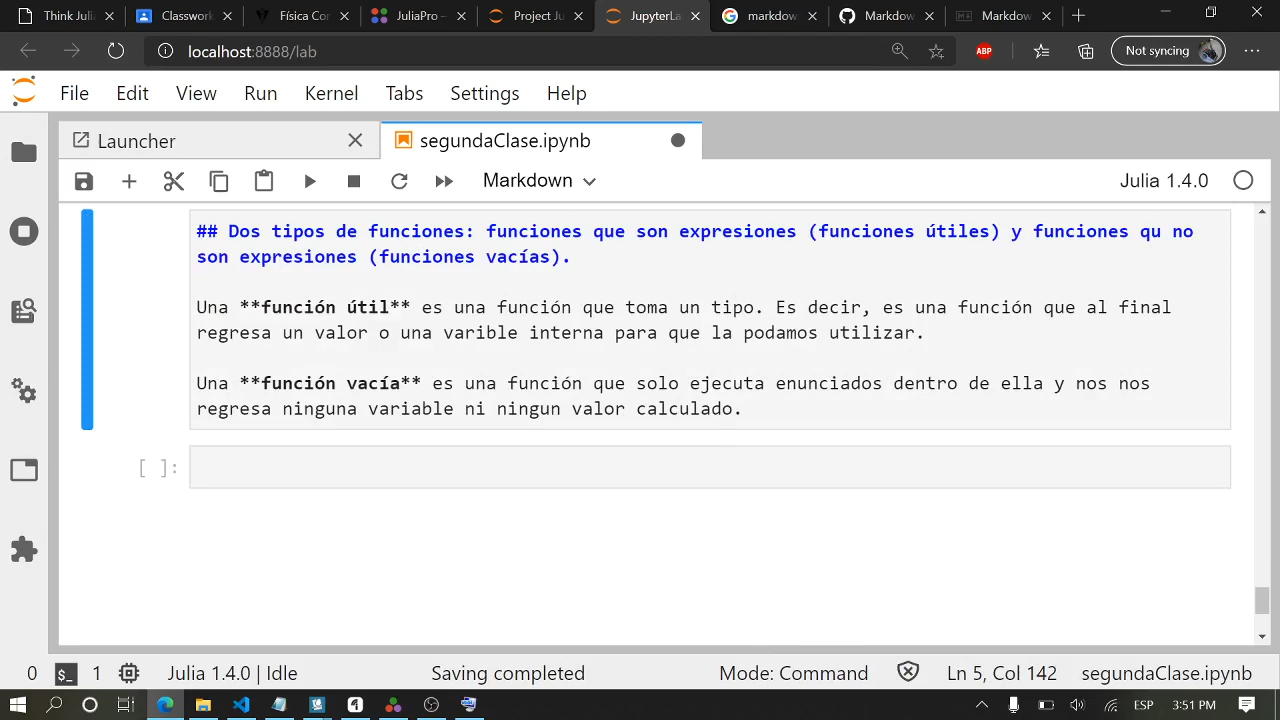 Think Julia
Classwork
Física Cor
JuliaPro -
Project Ju
JupyterLa
markdow
Markdow
Markdow
localhost:8888/lab
ABP
Not syncing
File Edit View Run Kernel Tabs Settings Help
Launcher
segundaClase.ipynb
Markdown
Julia 1.4.0
## Dos tipos de funciones: funciones que son expresiones (funciones útiles) y funciones qu no
son expresiones (funciones vacías).
Una **función útil** es una función que toma un tipo. Es decir, es una función que al final
regresa un valor o una varible interna para que la podamos utilizar.
Una **función vacía** es una función que solo ejecuta enunciados dentro de ella y nos nos
regresa ninguna variable ni ningun valor calculado.
[ ]:
0 $_ 1 Julia 1.4.0 | Idle Saving completed Mode: Command Ln 5, Col 142 segundaClase.ipynb
ESP 3:51 PM